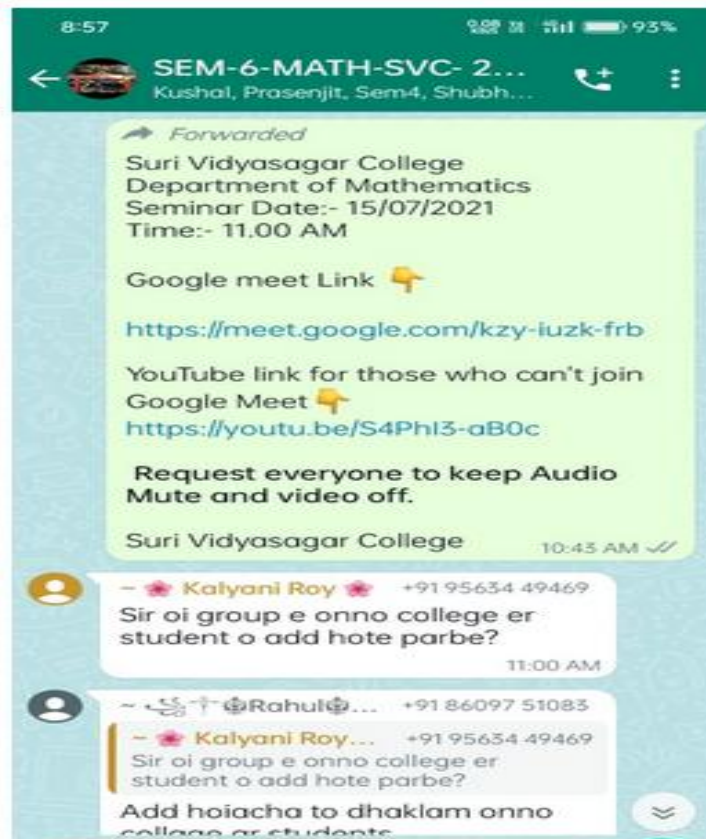 8:57 93%
SEM-6-MATH-SVC- 2...
Kushal, Prasenjit, Sem4, Shubh...
Forwarded
Suri Vidyasagar College
Department of Mathematics
Seminar Date:- 15/07/2021
Time:- 11.00 AM
Google meet Link 👇
https://meet.google.com/kzy-iuzk-frb
YouTube link for those who can't join
Google Meet 👇
https://youtu.be/S4PhI3-aB0c
Request everyone to keep Audio
Mute and video off.
Suri Vidyasagar College 10:43 AM
~ 🌸 Kalyani Roy 🌸 +91 95634 49469
Sir oi group e onno college er
student o add hote parbe?
11:00 AM
Rahul +91 86097 51083
~ 🌸 Kalyani Roy... +91 95634 49469
Sir oi group e onno college er
student o add hote parbe?
Add hoiacha to dhaklam onno
collage ar students